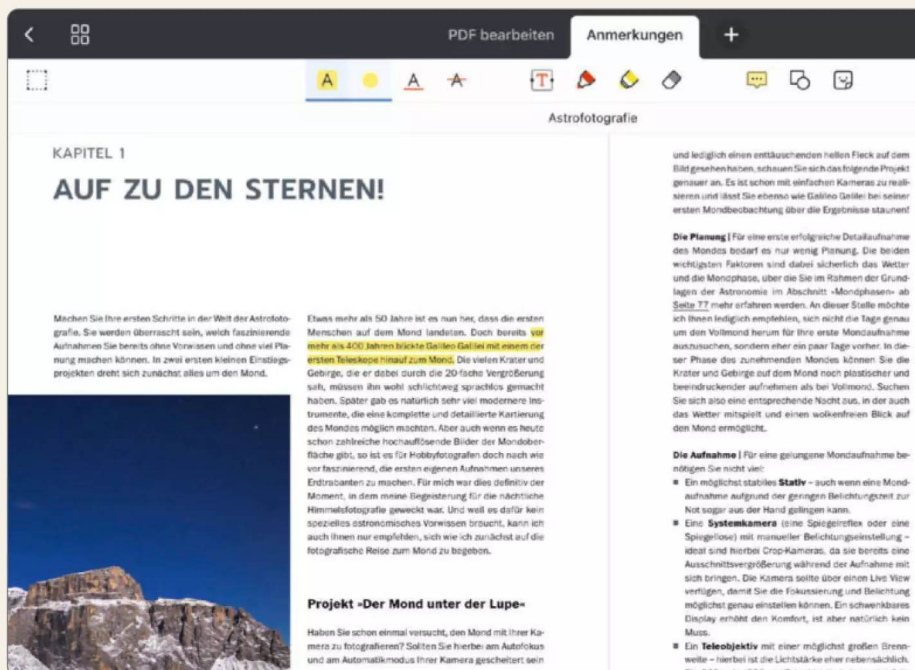 PDF bearbeiten
Anmerkungen
+
A
A
A
T
Astrofotografie
KAPITEL 1
AUF ZU DEN STERNEN!
Machen Sie Ihre ersten Schritte in der Welt der Astrofoto-
grafie. Sie werden überrascht sein, welch faszinierende
Aufnahmen Sie bereits ohne Vorwissen und ohne viel Pla-
nung machen können. In zwei ersten kleinen Einstiegs-
projekten dreht sich zunächst alles um den Mond.
Etwas mehr als 50 Jahre ist es nun her, dass die ersten
Menschen auf dem Mond landeten. Doch bereits vor
mehr als 400 Jahren blickte Galileo Galilei mit einem der
ersten Teleskope hinauf zum Mond. Die vielen Krater und
Gebirge, die er dabei durch die 20-fache Vergrößerung
sah, müssen ihn wohl schlichtweg sprachlos gemacht
haben. Später gab es natürlich sehr viel modernere Ins-
trumente, die eine komplette und detaillierte Kartierung
des Mondes möglich machten. Aber auch wenn es heute
schon zahlreiche hochauflösende Bilder der Mondober-
fläche gibt, so ist es für Hobbyfotografen doch nach wie
vor faszinierend, die ersten eigenen Aufnahmen unseres
Erdtrabanten zu machen. Für mich war dies definitiv der
Moment, in dem meine Begeisterung für die nächtliche
Himmelsfotografie geweckt war. Und weil es dafür kein
spezielles astronomisches Vorwissen braucht, kann ich
auch Ihnen nur empfehlen, sich wie ich zunächst auf die
fotografische Reise zum Mond zu begeben.
Projekt »Der Mond unter der Lupe«
Haben Sie schon einmal versucht, den Mond mit Ihrer Ka-
mera zu fotografieren? Sollten Sie hierbei am Autofokus
und am Automatikmodus Ihrer Kamera gescheitert sein
und lediglich einen enttäuschenden hellen Fleck auf dem
Bild gesehen haben, schauen Sie sich das folgende Projekt
genauer an. Es ist schon mit einfachen Kameras zu reali-
sieren und lässt Sie ebenso wie Galileo Galilei bei seiner
ersten Mondbeobachtung über die Ergebnisse staunen!
Die Planung | Für eine erste erfolgreiche Detailaufnahme
des Mondes bedarf es nur wenig Planung. Die beiden
wichtigsten Faktoren sind dabei sicherlich das Wetter
und die Mondphase, über die Sie im Rahmen der Grund-
lagen der Astronomie im Abschnitt »Mondphasen« ab
Seite 77 mehr erfahren werden. An dieser Stelle möchte
ich Ihnen lediglich empfehlen, sich nicht die Tage genau
um den Vollmond herum für Ihre erste Mondaufnahme
auszusuchen, sondern eher ein paar Tage vorher. In die-
ser Phase des zunehmenden Mondes können Sie die
Krater und Gebirge auf dem Mond noch plastischer und
beeindruckender aufnehmen als bei Vollmond. Suchen
Sie sich also eine entsprechende Nacht aus, in der auch
das Wetter mitspielt und einen wolkenfreien Blick auf
den Mond ermöglicht.
Die Aufnahme | Für eine gelungene Mondaufnahme be-
nötigen Sie nicht viel:
■ Ein möglichst stabiles Stativ – auch wenn eine Mond-
aufnahme aufgrund der geringen Belichtungszeit zur
Not sogar aus der Hand gelingen kann.
■ Eine Systemkamera (eine Spiegelreflex oder eine
Spiegellose) mit manueller Belichtungseinstellung –
ideal sind hierbei Crop-Kameras, da sie bereits eine
Ausschnittsvergrößerung während der Aufnahme mit
sich bringen. Die Kamera sollte über einen Live View
verfügen, damit Sie die Fokussierung und Belichtung
möglichst genau einstellen können. Ein schwenkbares
Display erhöht den Komfort, ist aber natürlich kein
Muss.
■ Ein Teleobjektiv mit einer möglichst großen Brenn-
weite – hierbei ist die Lichtstärke eher nebensächlich.